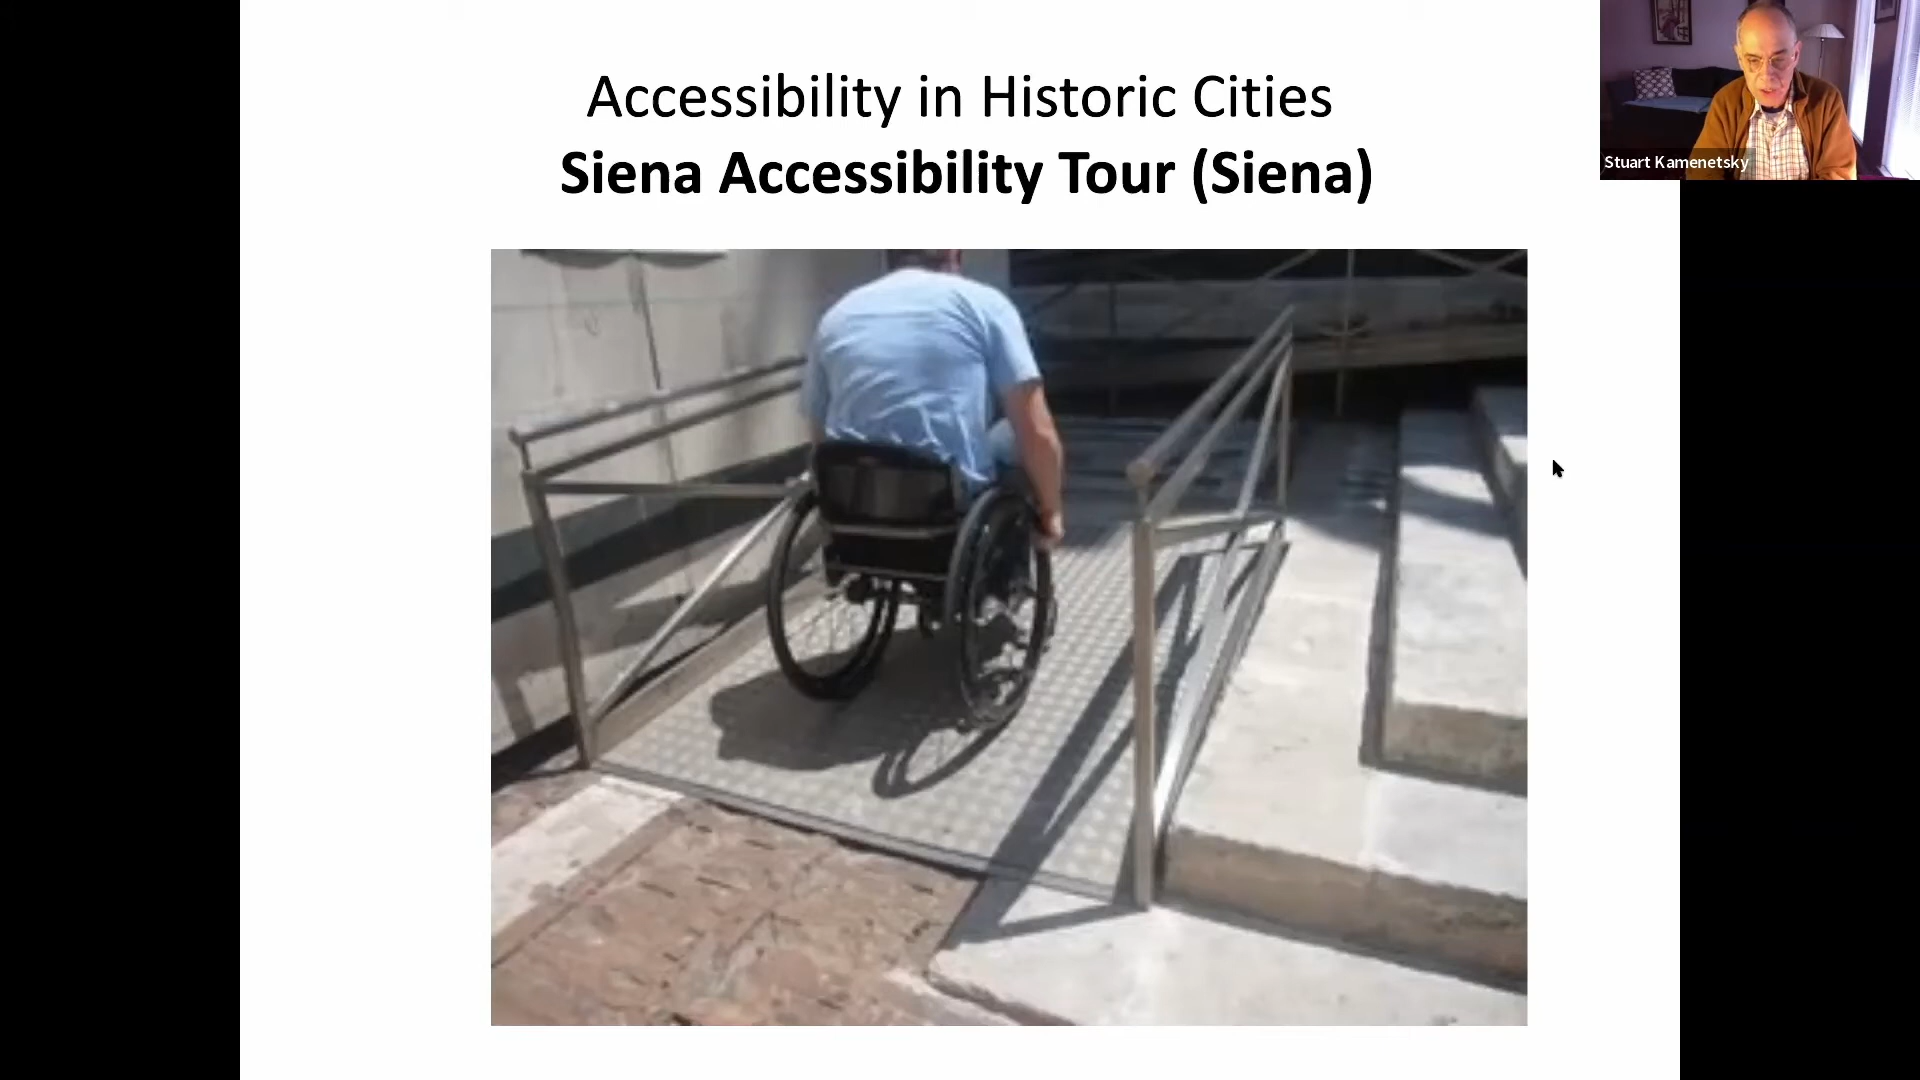 Accessibility in Historic Cities
Siena Accessibility Tour (Siena)
Stuart Kamenetsky